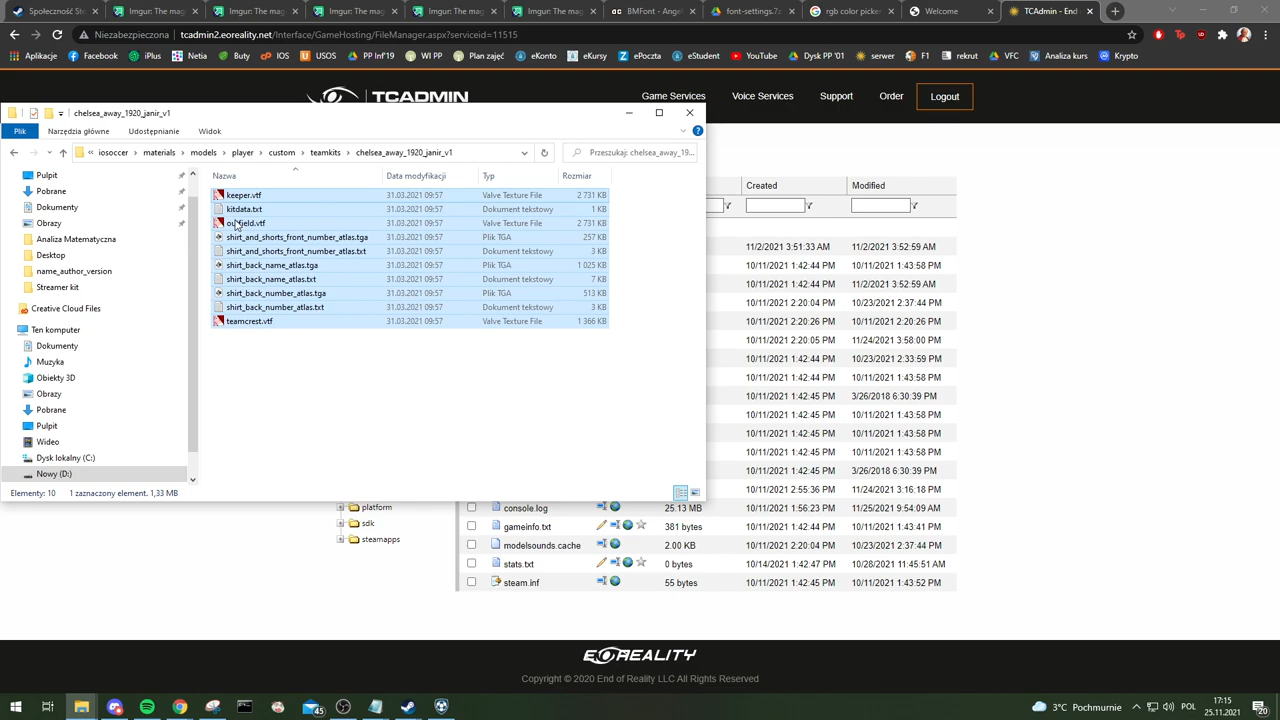 Społeczność St
Imgur: The mag
Imgur: The mag
Imgur: The mag
Imgur: The mag
Imgur: The mag
BMFont - Angel
font-settings.7z
rgb color picker
Welcome
TCAdmin - End
Niezabezpieczona
tcadmin2.eoreality.net/Interface/GameHosting/FileManager.aspx?serviceid=11515
Aplikacje
Facebook
iPlus
Netia
Buty
IOS
USOS
PP Inf'19
Wi PP
Plan zajęć
eKonto
eKursy
ePoczta
eStudent
YouTube
Dysk PP '01
serwer
F1
rekrut
VFC
Analiza kurs
Krypto
TCADMIN
Game Services
Voice Services
Support
Order
Logout
chelsea_away_1920_janir_v1
Plik
Narzędzia główne
Udostępnianie
Widok
« iosoccer › materials › models › player › custom › teamkits › chelsea_away_1920_janir_v1
Przeszukaj: chelsea_away_19...
Pulpit
Pobrane
Dokumenty
Obrazy
Analiza Matematyczna
Desktop
name_author_version
Streamer kit
Creative Cloud Files
Ten komputer
Dokumenty
Muzyka
Obiekty 3D
Obrazy
Pobrane
Pulpit
Wideo
Dysk lokalny (C:)
Nowy (D:)
Nazwa
Data modyfikacji
Typ
Rozmiar
keeper.vtf 31.03.2021 09:57 Valve Texture File 2 731 KB
kitdata.txt 31.03.2021 09:57 Dokument tekstowy 1 KB
outfield.vtf 31.03.2021 09:57 Valve Texture File 2 731 KB
shirt_and_shorts_front_number_atlas.tga 31.03.2021 09:57 Plik TGA 257 KB
shirt_and_shorts_front_number_atlas.txt 31.03.2021 09:57 Dokument tekstowy 3 KB
shirt_back_name_atlas.tga 31.03.2021 09:57 Plik TGA 1 025 KB
shirt_back_name_atlas.txt 31.03.2021 09:57 Dokument tekstowy 7 KB
shirt_back_number_atlas.tga 31.03.2021 09:57 Plik TGA 513 KB
shirt_back_number_atlas.txt 31.03.2021 09:57 Dokument tekstowy 3 KB
teamcrest.vtf 31.03.2021 09:57 Valve Texture File 1 366 KB
Elementy: 10
1 zaznaczony element. 1,33 MB
Created
Modified
11/2/2021 3:51:33 AM 11/2/2021 3:52:59 AM
10/11/2021 1:42:44 PM 10/11/2021 1:43:58 PM
10/11/2021 1:42:44 PM 10/11/2021 1:43:58 PM
10/11/2021 2:20:04 PM 10/23/2021 2:37:44 PM
10/11/2021 2:20:26 PM 10/11/2021 2:20:26 PM
10/11/2021 2:20:05 PM 11/24/2021 3:58:00 PM
10/11/2021 1:42:44 PM 10/23/2021 2:33:59 PM
10/11/2021 1:42:44 PM 10/11/2021 1:43:58 PM
10/11/2021 1:42:45 PM 3/26/2018 6:30:39 PM
10/11/2021 1:42:45 PM 10/11/2021 1:43:58 PM
10/11/2021 1:42:45 PM 10/11/2021 1:43:58 PM
10/11/2021 1:42:45 PM 10/11/2021 1:43:58 PM
10/11/2021 1:42:45 PM 3/26/2018 6:30:39 PM
10/11/2021 2:55:36 PM 11/24/2021 3:16:18 PM
console.log 25.13 MB 10/11/2021 1:56:23 PM 11/25/2021 9:54:09 AM
gameinfo.txt 381 bytes 10/11/2021 1:42:44 PM 10/11/2021 1:43:41 PM
modelsounds.cache 2.00 KB 10/11/2021 2:20:04 PM 10/23/2021 2:37:44 PM
stats.txt 0 bytes 10/14/2021 2:42:47 PM 10/28/2021 11:45:51 AM
steam.inf 55 bytes 10/11/2021 1:42:45 PM 10/11/2021 1:43:52 PM
platform
sdk
steamapps
EOREALITY
Copyright © 2020 End of Reality LLC All Rights Reserved
45
3°C Pochmurnie
POL
17:15
25.11.2021
20